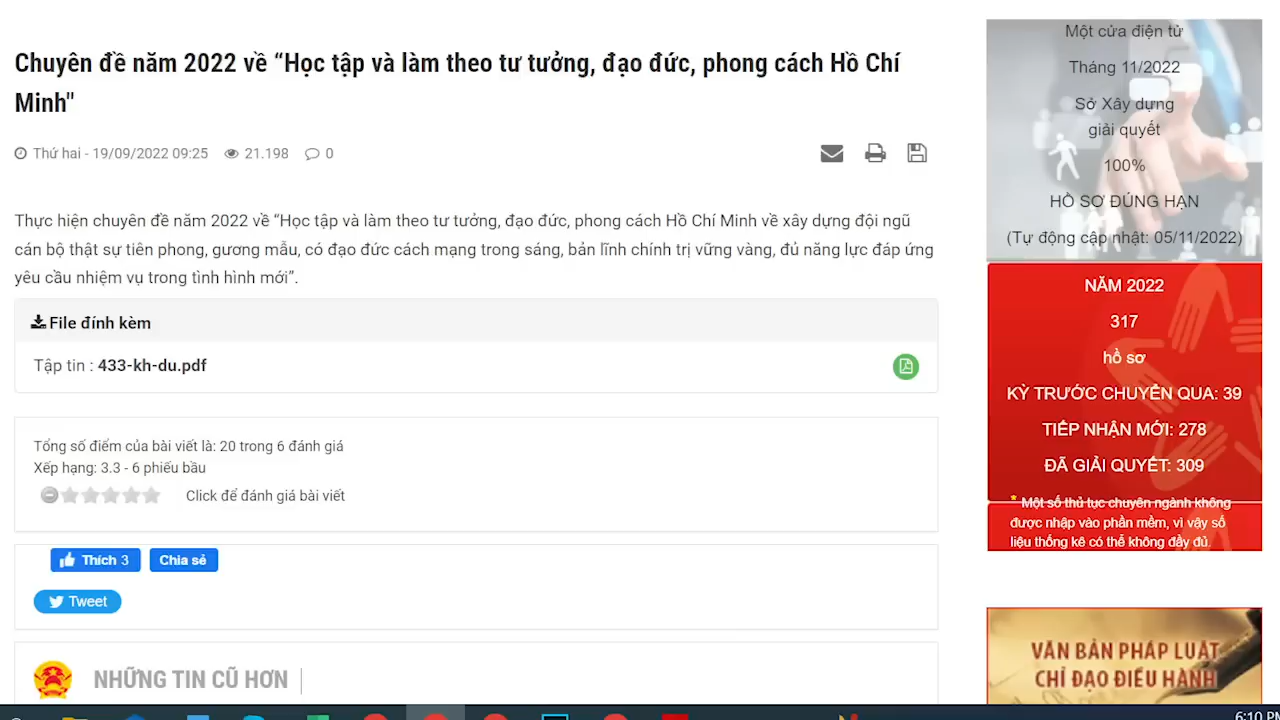 Chuyên đề năm 2022 về “Học tập và làm theo tư tưởng, đạo đức, phong cách Hồ Chí
Minh"
Thứ hai - 19/09/2022 09:25 21.198 0
Thực hiện chuyên đề năm 2022 về “Học tập và làm theo tư tưởng, đạo đức, phong cách Hồ Chí Minh về xây dựng đội ngũ
cán bộ thật sự tiên phong, gương mẫu, có đạo đức cách mạng trong sáng, bản lĩnh chính trị vững vàng, đủ năng lực đáp ứng
yêu cầu nhiệm vụ trong tình hình mới”.
File đính kèm
Tập tin : 433-kh-du.pdf
Tổng số điểm của bài viết là: 20 trong 6 đánh giá
Xếp hạng: 3.3 - 6 phiếu bầu
Click để đánh giá bài viết
Thích 3 Chia sẻ
Tweet
NHỮNG TIN CŨ HƠN
Một cửa điện tử
Tháng 11/2022
Sở Xây dựng
giải quyết
100%
HỒ SƠ ĐÚNG HẠN
(Tự động cập nhật: 05/11/2022)
NĂM 2022
317
hồ sơ
KỲ TRƯỚC CHUYỂN QUA: 39
TIẾP NHẬN MỚI: 278
ĐÃ GIẢI QUYẾT: 309
* Một số thủ tục chuyên ngành không
được nhập vào phần mềm, vì vậy số
liệu thống kê có thể không đầy đủ.
VĂN BẢN PHÁP LUẬT
CHỈ ĐẠO ĐIỀU HÀNH